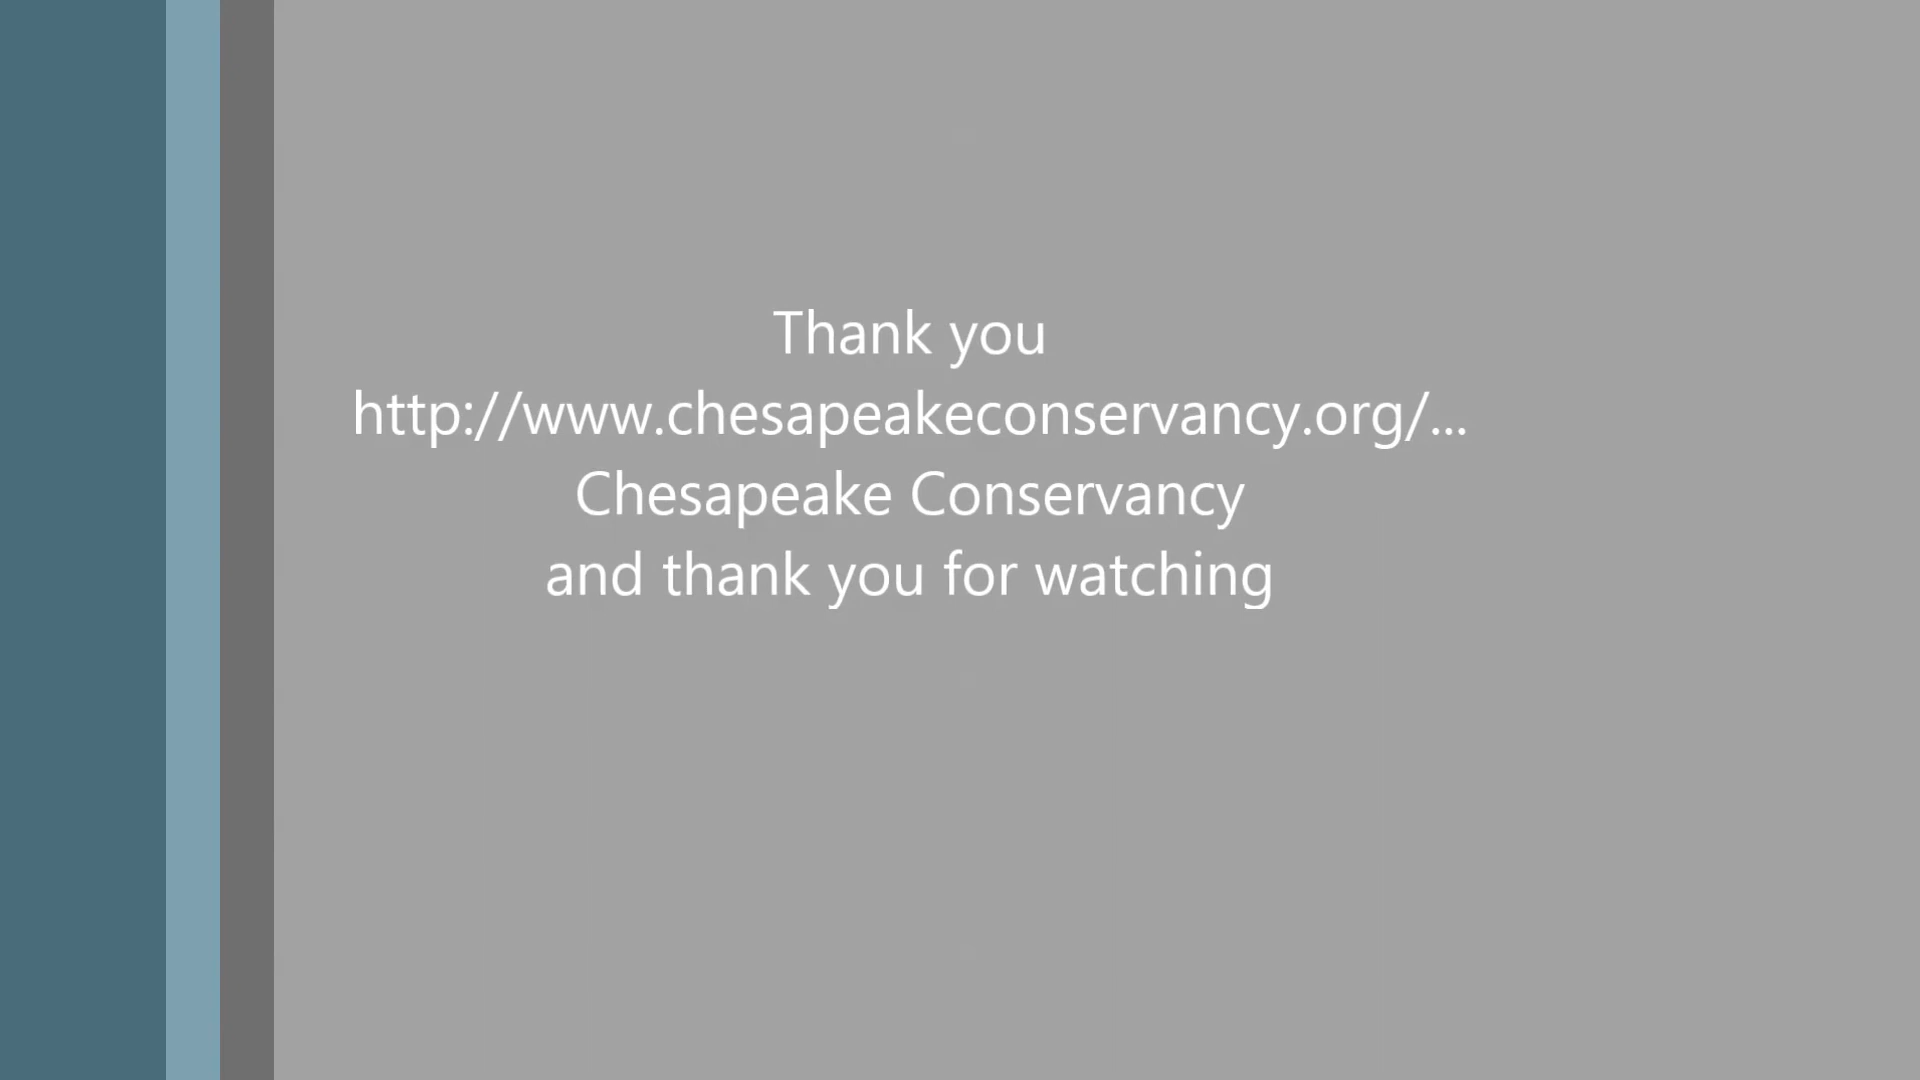 Thank you
http://www.chesapeakeconservancy.org/...
Chesapeake Conservancy
and thank you for watching